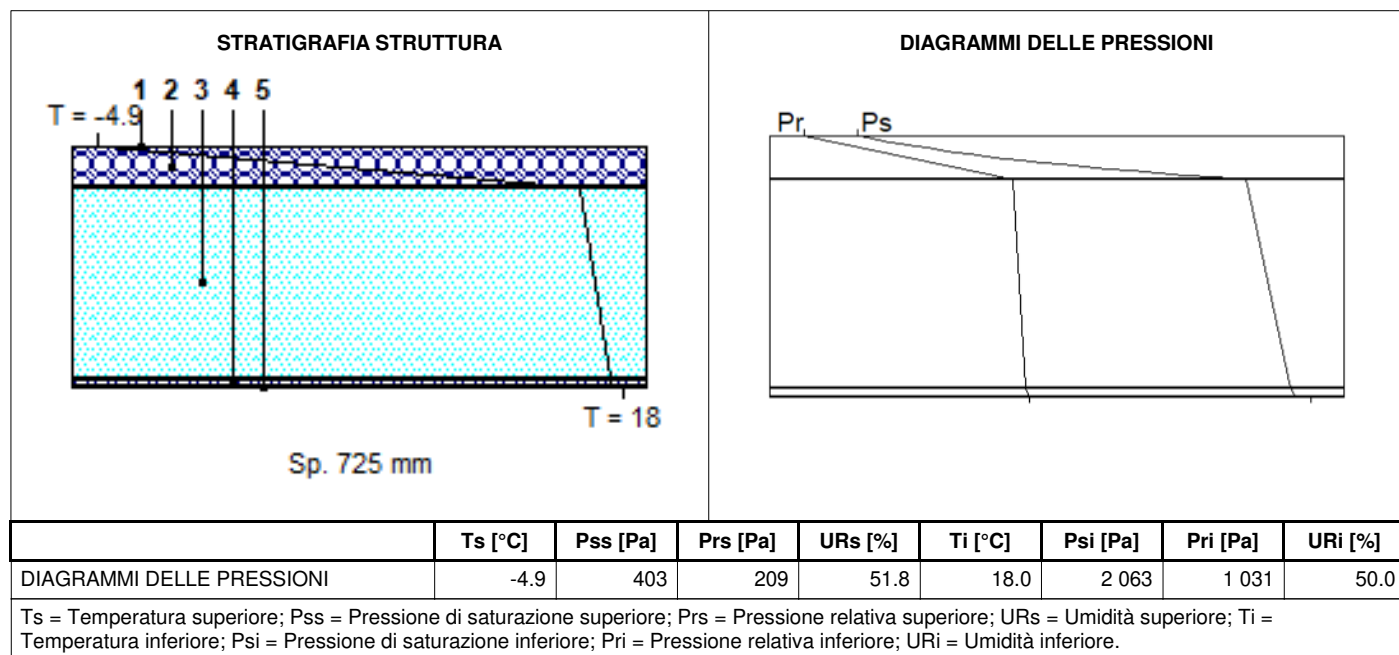 STRATIGRAFIA STRUTTURA
1 2 3 4 5
T = -4.9
T = 18
Sp. 725 mm
DIAGRAMMI DELLE PRESSIONI
Pr Ps
Ts [°C] Pss [Pa] Prs [Pa] URs [%] Ti [°C] Psi [Pa] Pri [Pa] URi [%]
DIAGRAMMI DELLE PRESSIONI -4.9 403 209 51.8 18.0 2 063 1 031 50.0
Ts = Temperatura superiore; Pss = Pressione di saturazione superiore; Prs = Pressione relativa superiore; URs = Umidità superiore; Ti =
Temperatura inferiore; Psi = Pressione di saturazione inferiore; Pri = Pressione relativa inferiore; URi = Umidità inferiore.